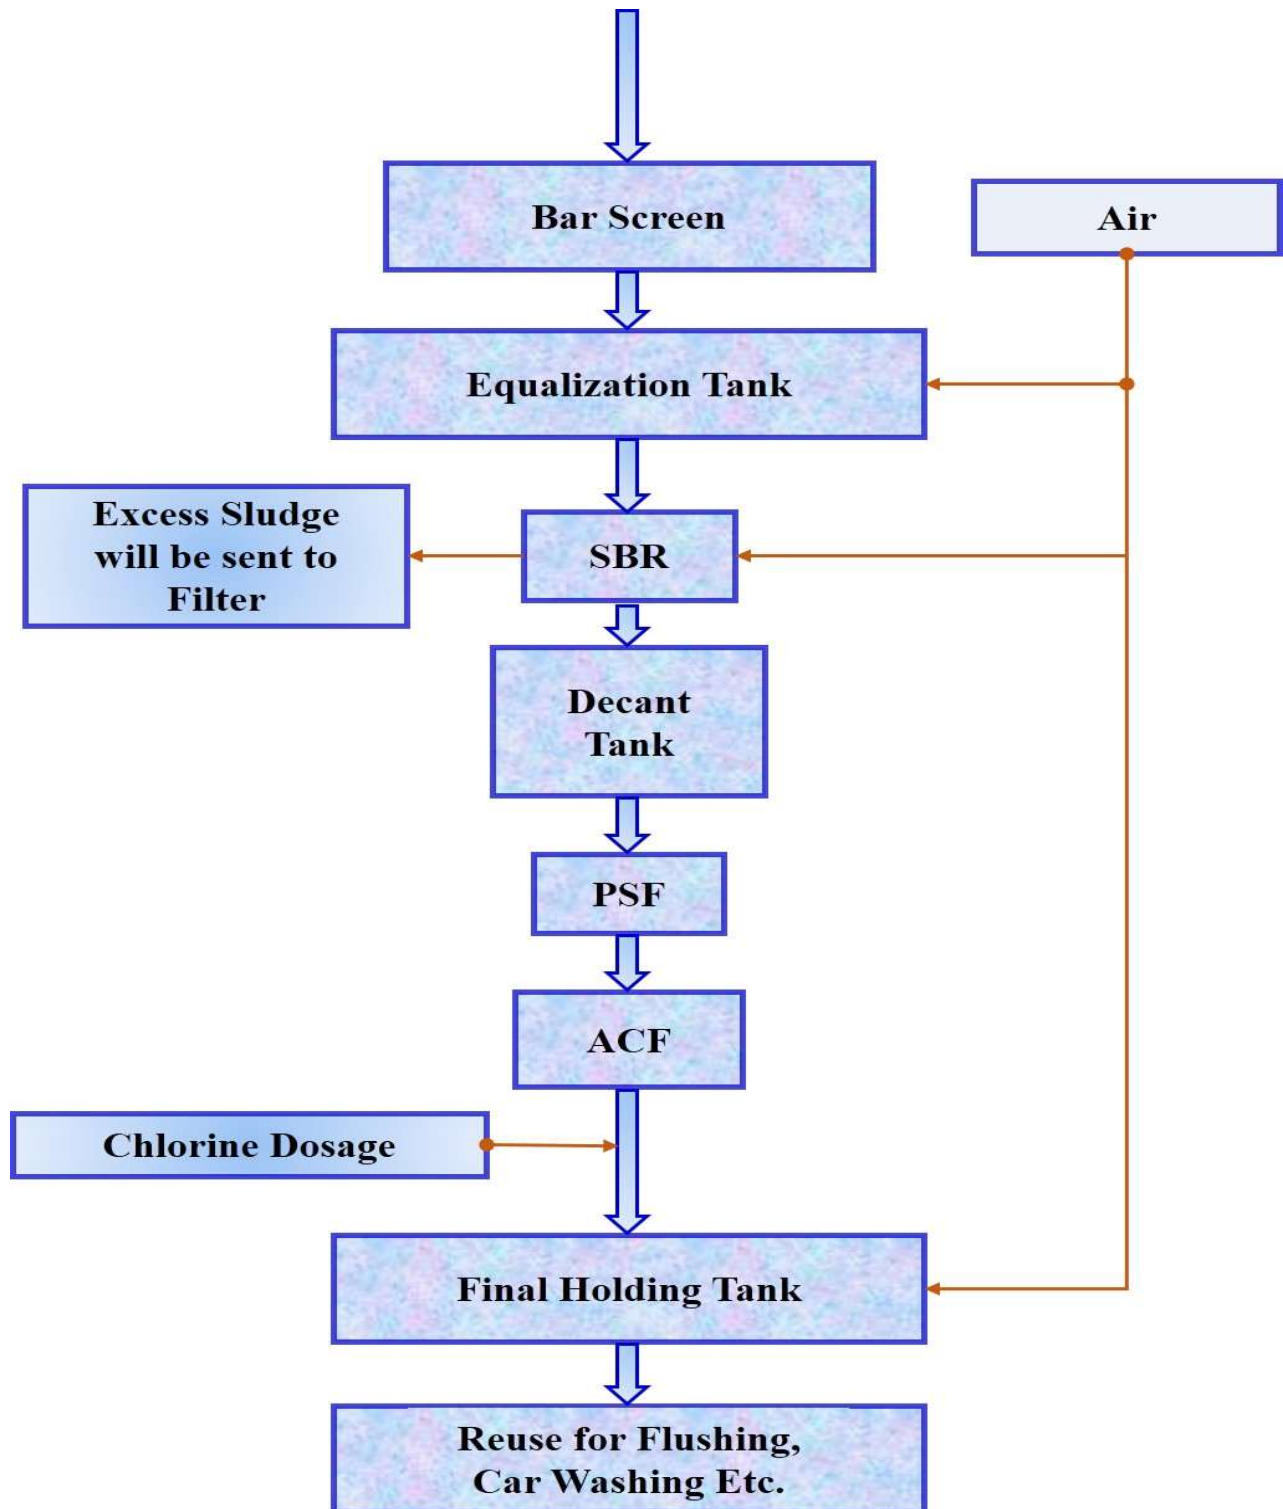 Bar Screen
Air
Equalization Tank
Excess Sludge
will be sent to
Filter
SBR
Decant
Tank
PSF
ACF
Chlorine Dosage
Final Holding Tank
Reuse for Flushing,
Car Washing Etc.